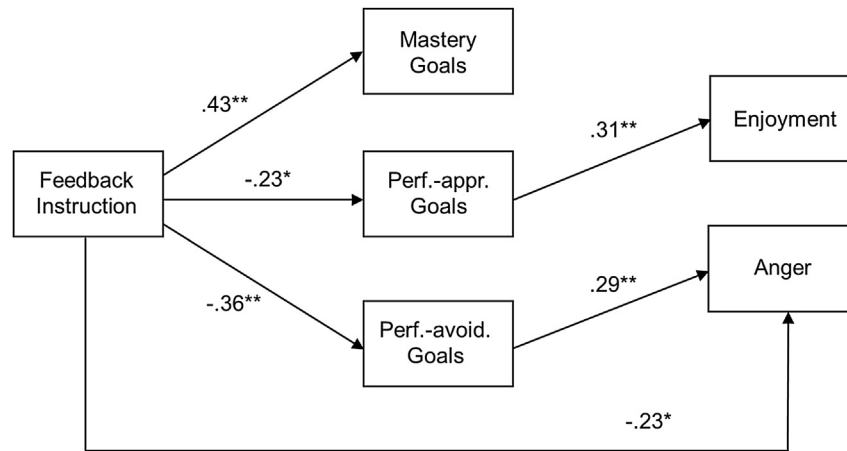 Mastery
Goals
.43**
Enjoyment
.31**
Feedback
Instruction
-.23*
Perf.-appr.
Goals
Anger
.29**
-.36**
Perf.-avoid.
Goals
-.23*